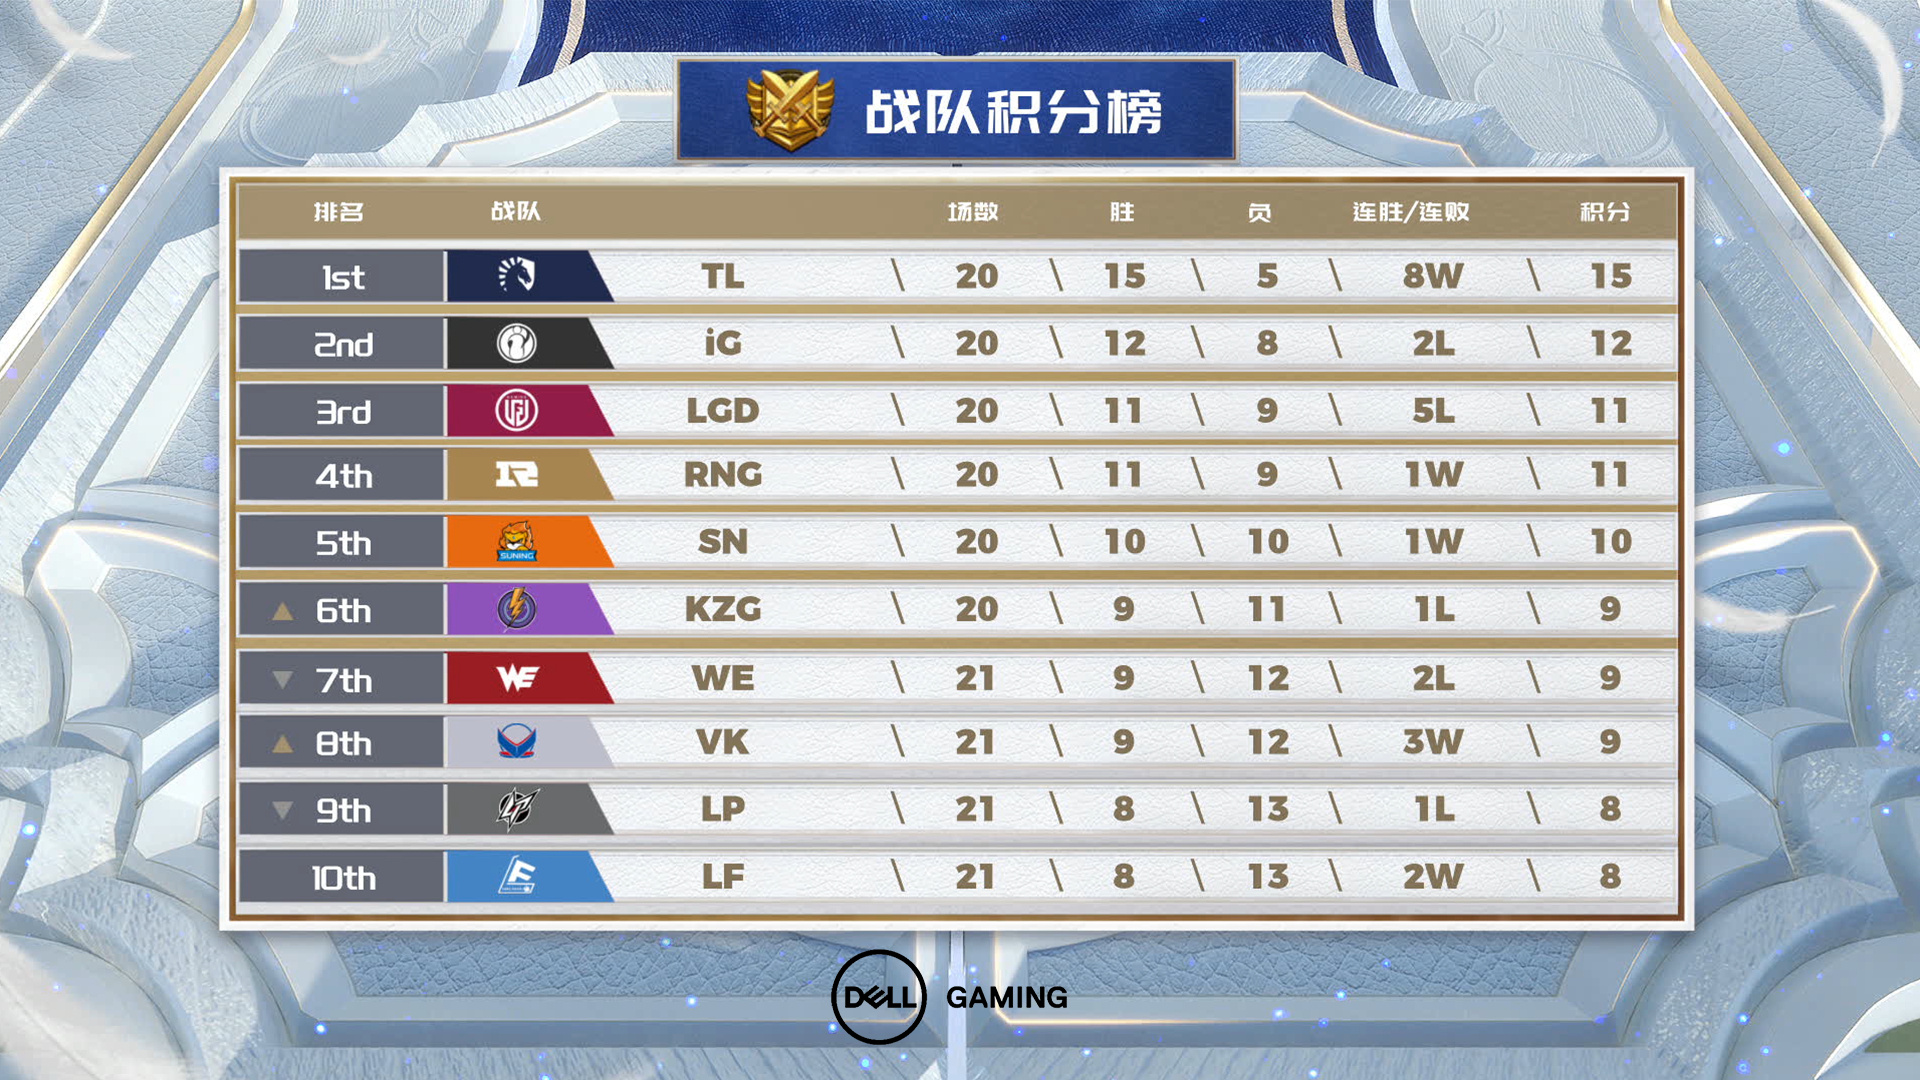 战队积分榜
排名 战队 场数 胜 负 连胜/连败 积分
1st TL \ 20 \ 15 \ 5 \ 8W \ 15
2nd iG \ 20 \ 12 \ 8 \ 2L \ 12
3rd LGD \ 20 \ 11 \ 9 \ 5L \ 11
4th RNG \ 20 \ 11 \ 9 \ 1W \ 11
5th SUNING SN \ 20 \ 10 \ 10 \ 1W \ 10
6th KZG \ 20 \ 9 \ 11 \ 1L \ 9
7th WE WE \ 21 \ 9 \ 12 \ 2L \ 9
8th VK \ 21 \ 9 \ 12 \ 3W \ 9
9th LP \ 21 \ 8 \ 13 \ 1L \ 8
10th LF \ 21 \ 8 \ 13 \ 2W \ 8
DELL GAMING